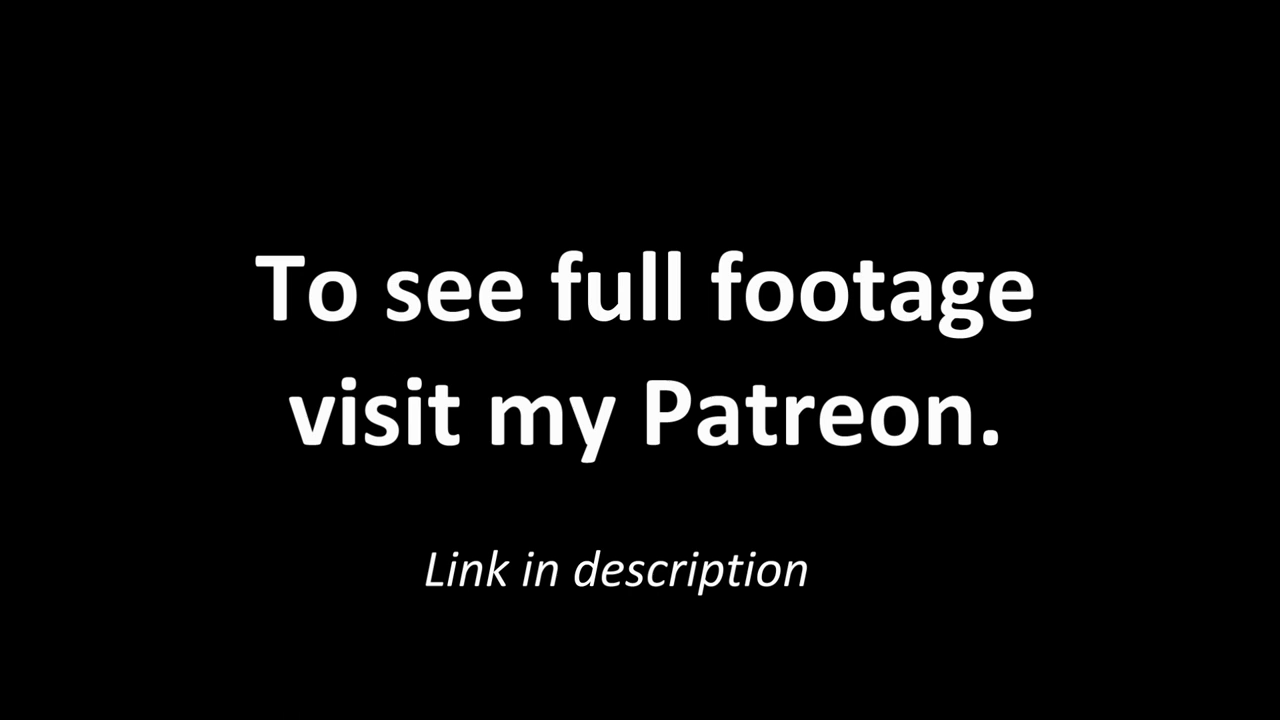 To see full footage
visit my Patreon.
Link in description